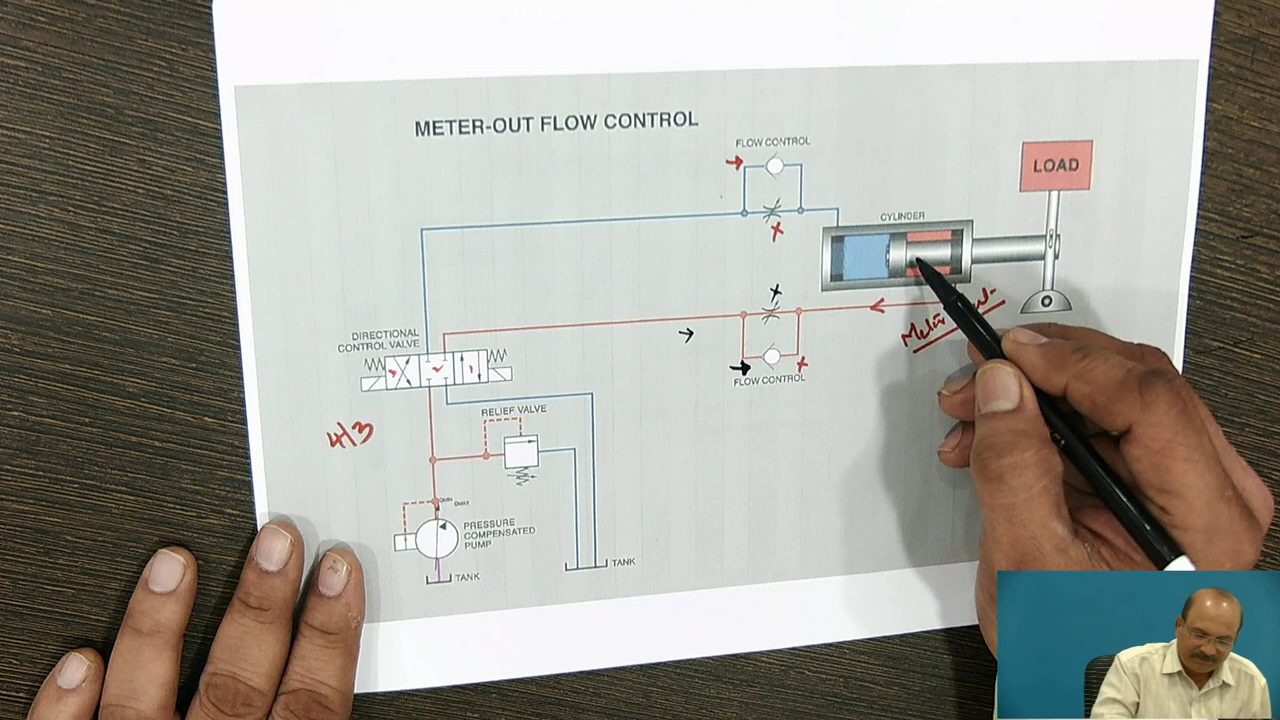 METER-OUT FLOW CONTROL
FLOW CONTROL
LOAD
CYLINDER
DIRECTIONAL
CONTROL VALVE
FLOW CONTROL
RELIEF VALVE
4/3
PRESSURE
COMPENSATED
PUMP
TANK
TANK